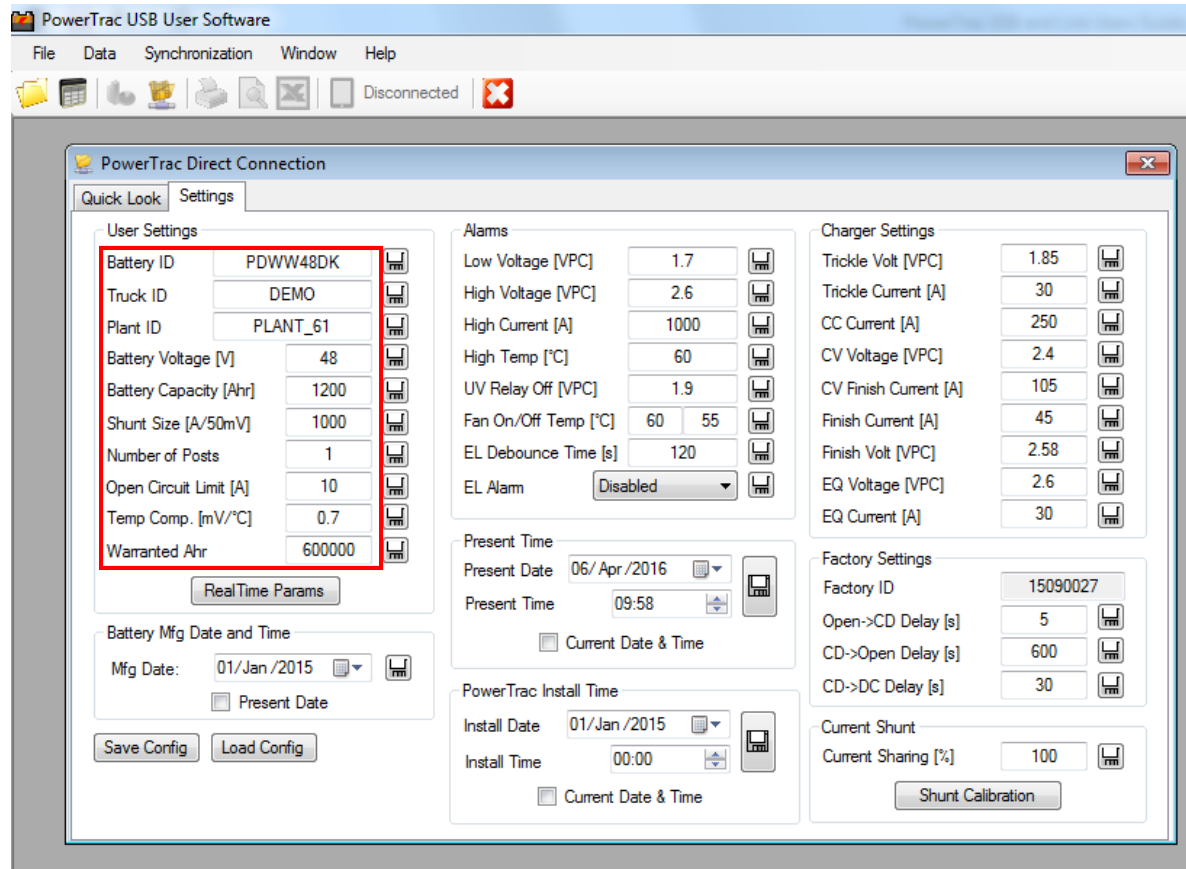 PowerTrac USB User Software
File Data Synchronization Window Help
Disconnected
PowerTrac Direct Connection
Quick Look Settings
User Settings
Battery ID PDWW48DK
Truck ID DEMO
Plant ID PLANT_61
Battery Voltage [V] 48
Battery Capacity [Ahr] 1200
Shunt Size [A/50mV] 1000
Number of Posts 1
Open Circuit Limit [A] 10
Temp Comp. [mV/°C] 0.7
Warranted Ahr 600000
RealTime Params
Battery Mfg Date and Time
Mfg Date: 01/Jan /2015
Present Date
Save Config Load Config
Alarms
Low Voltage [VPC] 1.7
High Voltage [VPC] 2.6
High Current [A] 1000
High Temp [°C] 60
UV Relay Off [VPC] 1.9
Fan On/Off Temp [°C] 60 55
EL Debounce Time [s] 120
EL Alarm Disabled
Present Time
Present Date 06/ Apr /2016
Present Time 09:58
Current Date & Time
PowerTrac Install Time
Install Date 01/Jan /2015
Install Time 00:00
Current Date & Time
Charger Settings
Trickle Volt [VPC] 1.85
Trickle Current [A] 30
CC Current [A] 250
CV Voltage [VPC] 2.4
CV Finish Current [A] 105
Finish Current [A] 45
Finish Volt [VPC] 2.58
EQ Voltage [VPC] 2.6
EQ Current [A] 30
Factory Settings
Factory ID 15090027
Open->CD Delay [s] 5
CD->Open Delay [s] 600
CD->DC Delay [s] 30
Current Shunt
Current Sharing [%] 100
Shunt Calibration